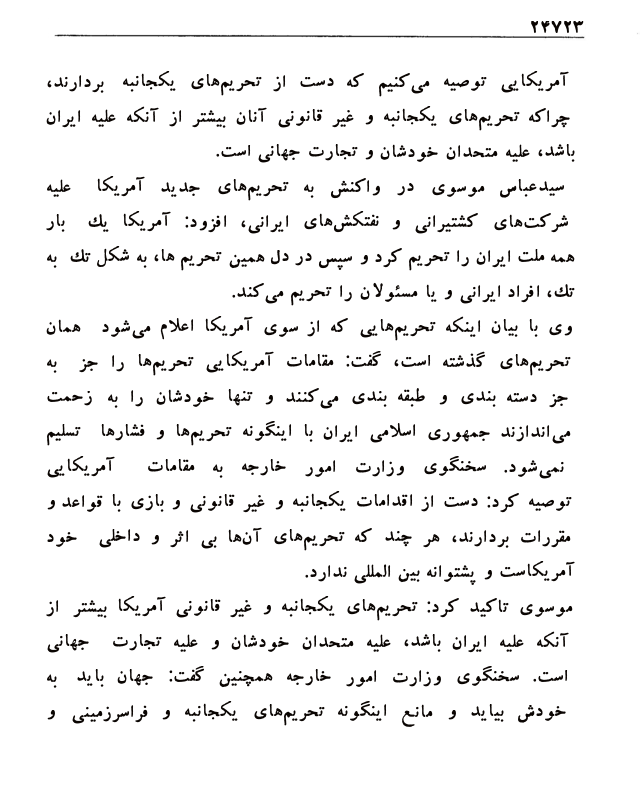 ۲۴۷۲۳
آمریکایی توصیه می‌کنیم که دست از تحریم‌های یکجانبه بردارند،
چراکه تحریم‌های یکجانبه و غیر قانونی آنان بیشتر از آنکه علیه ایران
باشد، علیه متحدان خودشان و تجارت جهانی است.
سیدعباس موسوی در واکنش به تحریم‌های جدید آمریکا علیه
شرکت‌های کشتیرانی و نفتکش‌های ایرانی، افزود: آمریکا یك بار
همه ملت ایران را تحریم کرد و سپس در دل همین تحریم ها، به شکل تك به
تك، افراد ایرانی و یا مسئولان را تحریم می‌کند.
وی با بیان اینکه تحریم‌هایی که از سوی آمریکا اعلام می‌شود همان
تحریم‌های گذشته است، گفت: مقامات آمریکایی تحریم‌ها را جز به
جز دسته بندی و طبقه بندی می‌کنند و تنها خودشان را به زحمت
می‌اندازند جمهوری اسلامی ایران با اینگونه تحریم‌ها و فشارها تسلیم
نمی‌شود. سخنگوی وزارت امور خارجه به مقامات آمریکایی
توصیه کرد: دست از اقدامات یکجانبه و غیر قانونی و بازی با قواعد و
مقررات بردارند، هر چند که تحریم‌های آن‌ها بی اثر و داخلی خود
آمریکاست و پشتوانه بین المللی ندارد.
موسوی تاکید کرد: تحریم‌های یکجانبه و غیر قانونی آمریکا بیشتر از
آنکه علیه ایران باشد، علیه متحدان خودشان و علیه تجارت جهانی
است. سخنگوی وزارت امور خارجه همچنین گفت: جهان باید به
خودش بیاید و مانع اینگونه تحریم‌های یکجانبه و فراسرزمینی و